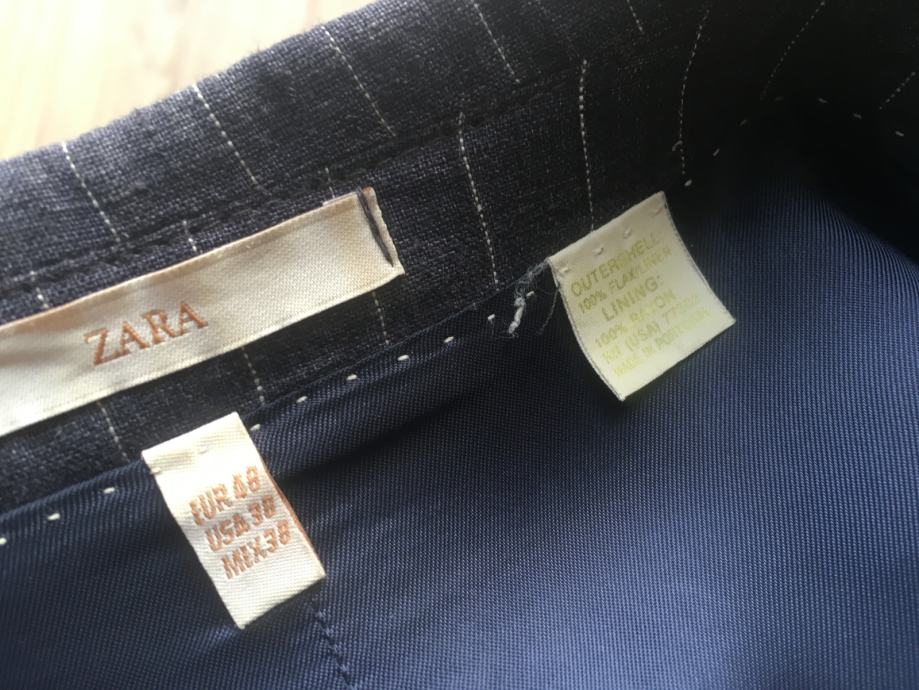 ZARA
EUR 48
USA 38
MEX 38
OUTERSHELL
100% FLAX/LINEN
LINING:
100% RAYON
RN# (USA) 77302
MADE IN PORTUGAL